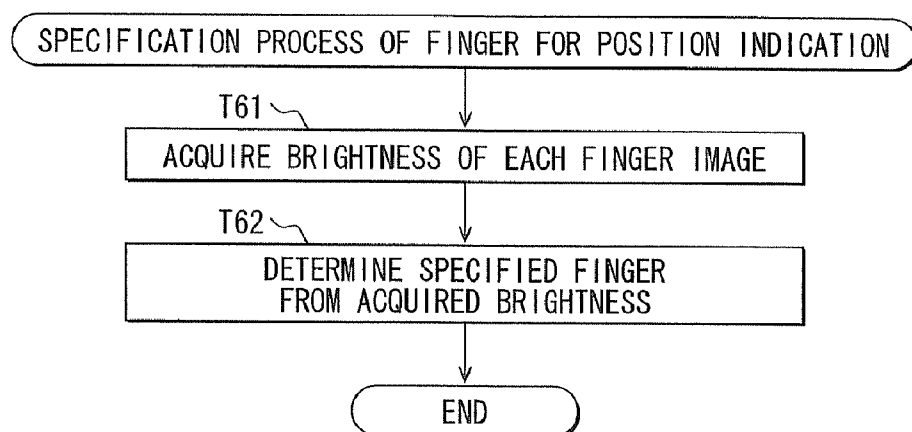 SPECIFICATION PROCESS OF FINGER FOR POSITION INDICATION
T61
ACQUIRE BRIGHTNESS OF EACH FINGER IMAGE
T62
DETERMINE SPECIFIED FINGER
FROM ACQUIRED BRIGHTNESS
END